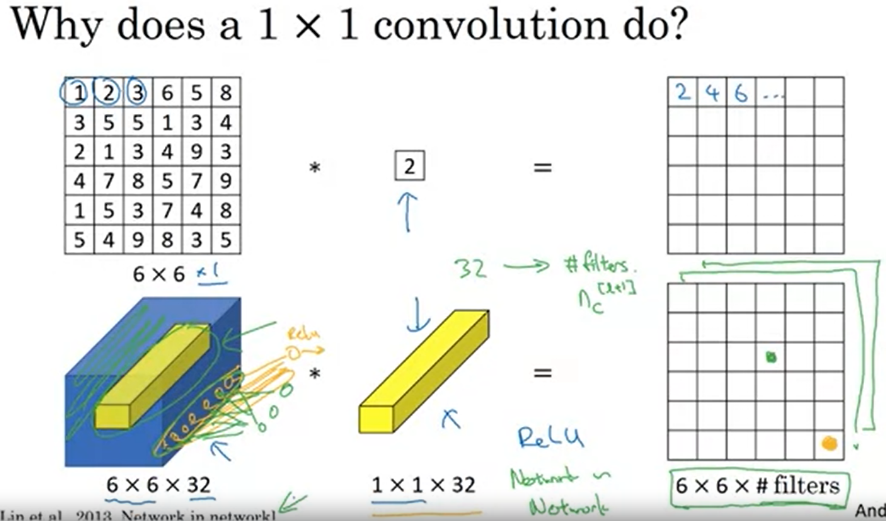 Why does a 1 × 1 convolution do?
1 2 3 6 5 8
3 5 5 1 3 4
2 1 3 4 9 3
4 7 8 5 7 9
1 5 3 7 4 8
5 4 9 8 3 5
6 × 6 × 1
*
2
=
2 4 6 ...
32 → # filters.
n_c^[l+1]
ReLU
*
=
6 × 6 × 32
1 × 1 × 32
ReLU
Network in
Network
6 × 6 × # filters
Lin et al., 2013. Network in network]
And